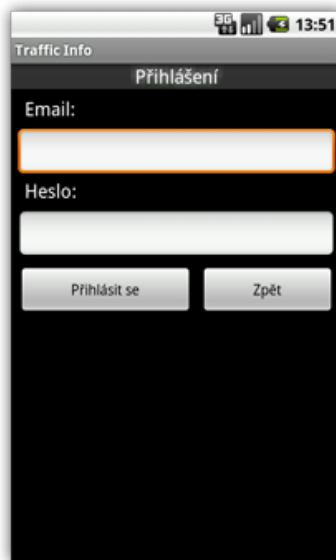 3G 13:51
Traffic Info
Přihlášení
Email:
Heslo:
Přihlásit se Zpět